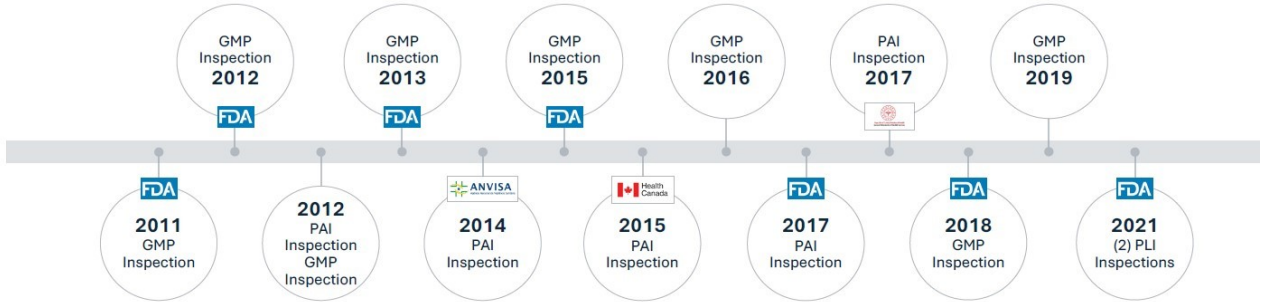 GMP
Inspection
2012
FDA
GMP
Inspection
2013
FDA
GMP
Inspection
2015
FDA
GMP
Inspection
2016
PAI
Inspection
2017
GMP
Inspection
2019
FDA
2011
GMP
Inspection
2012
PAI
Inspection
GMP
Inspection
ANVISA
2014
PAI
Inspection
Health
Canada
2015
PAI
Inspection
FDA
2017
PAI
Inspection
FDA
2018
GMP
Inspection
FDA
2021
(2) PLI
Inspections